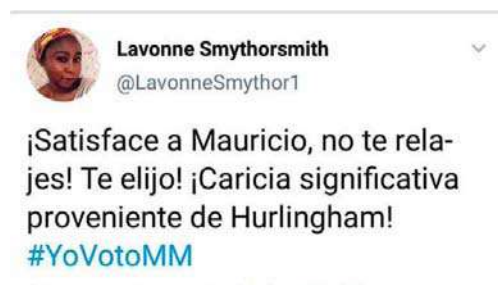 Lavonne Smythorsmith
@LavonneSmythor1
¡Satisface a Mauricio, no te rela-
jes! Te elijo! ¡Caricia significativa
proveniente de Hurlingham!
#YoVotoMM